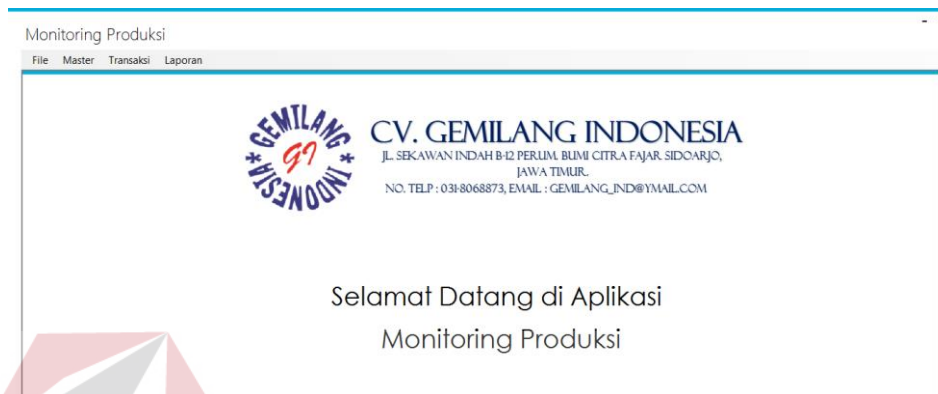 Monitoring Produksi
File Master Transaksi Laporan
GEMILANG
GI
* INDONESIA *
CV. GEMILANG INDONESIA
JL. SEKAWAN INDAH B-12 PERUM. BUMI CITRA FAJAR SIDOARJO,
JAWA TIMUR.
NO. TELP : 031-8068873, EMAIL : GEMILANG_IND@YMAIL.COM
Selamat Datang di Aplikasi
Monitoring Produksi